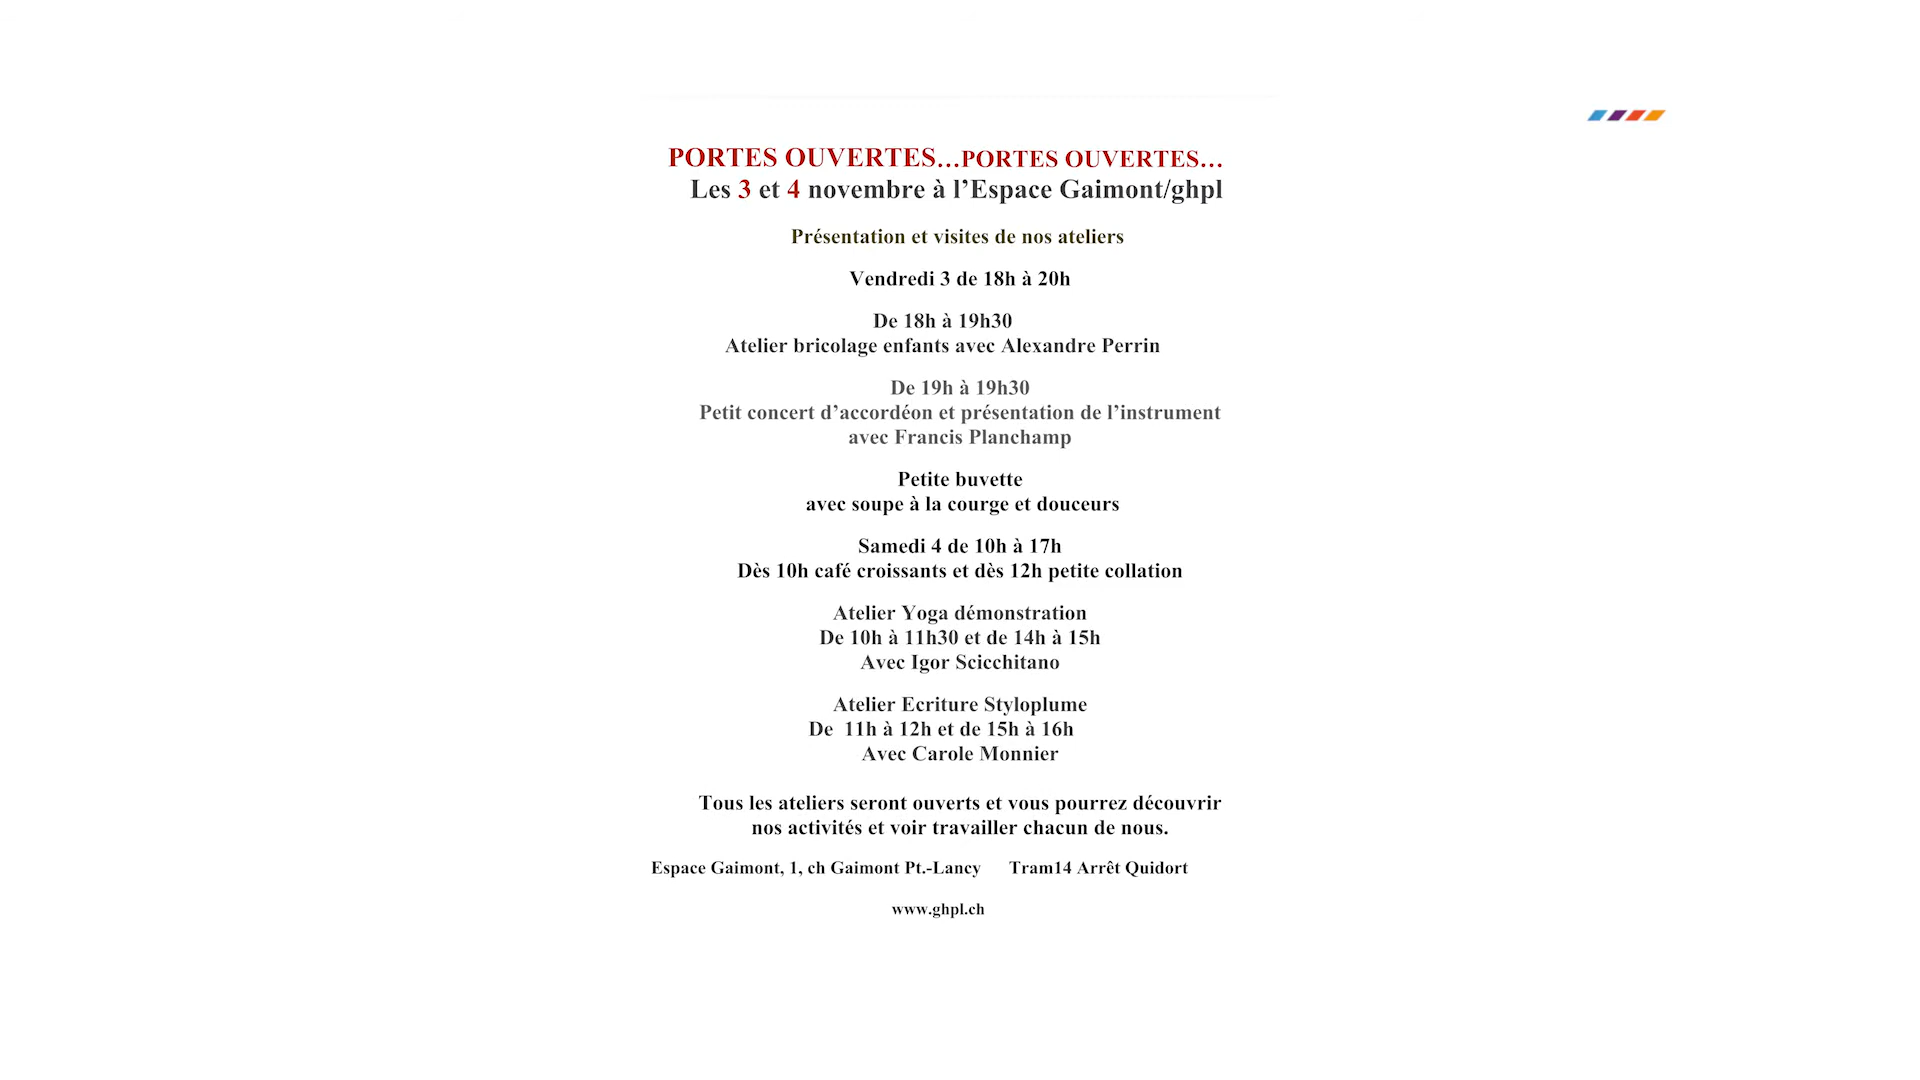 PORTES OUVERTES…PORTES OUVERTES…
Les 3 et 4 novembre à l’Espace Gaimont/ghpl
Présentation et visites de nos ateliers
Vendredi 3 de 18h à 20h
De 18h à 19h30
Atelier bricolage enfants avec Alexandre Perrin
De 19h à 19h30
Petit concert d’accordéon et présentation de l’instrument
avec Francis Planchamp
Petite buvette
avec soupe à la courge et douceurs
Samedi 4 de 10h à 17h
Dès 10h café croissants et dès 12h petite collation
Atelier Yoga démonstration
De 10h à 11h30 et de 14h à 15h
Avec Igor Scicchitano
Atelier Ecriture Styloplume
De 11h à 12h et de 15h à 16h
Avec Carole Monnier
Tous les ateliers seront ouverts et vous pourrez découvrir
nos activités et voir travailler chacun de nous.
Espace Gaimont, 1, ch Gaimont Pt.-Lancy Tram14 Arrêt Quidort
www.ghpl.ch